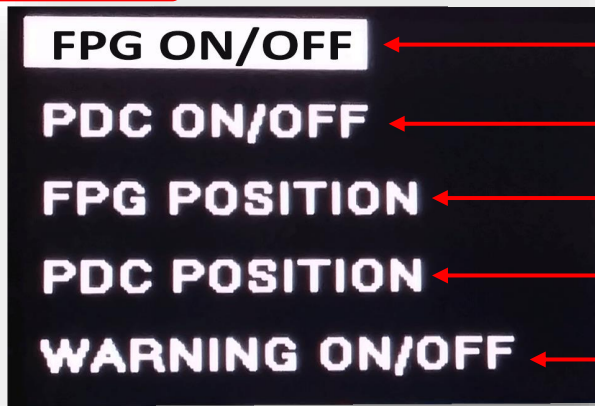 FPG ON/OFF
PDC ON/OFF
FPG POSITION
PDC POSITION
WARNING ON/OFF